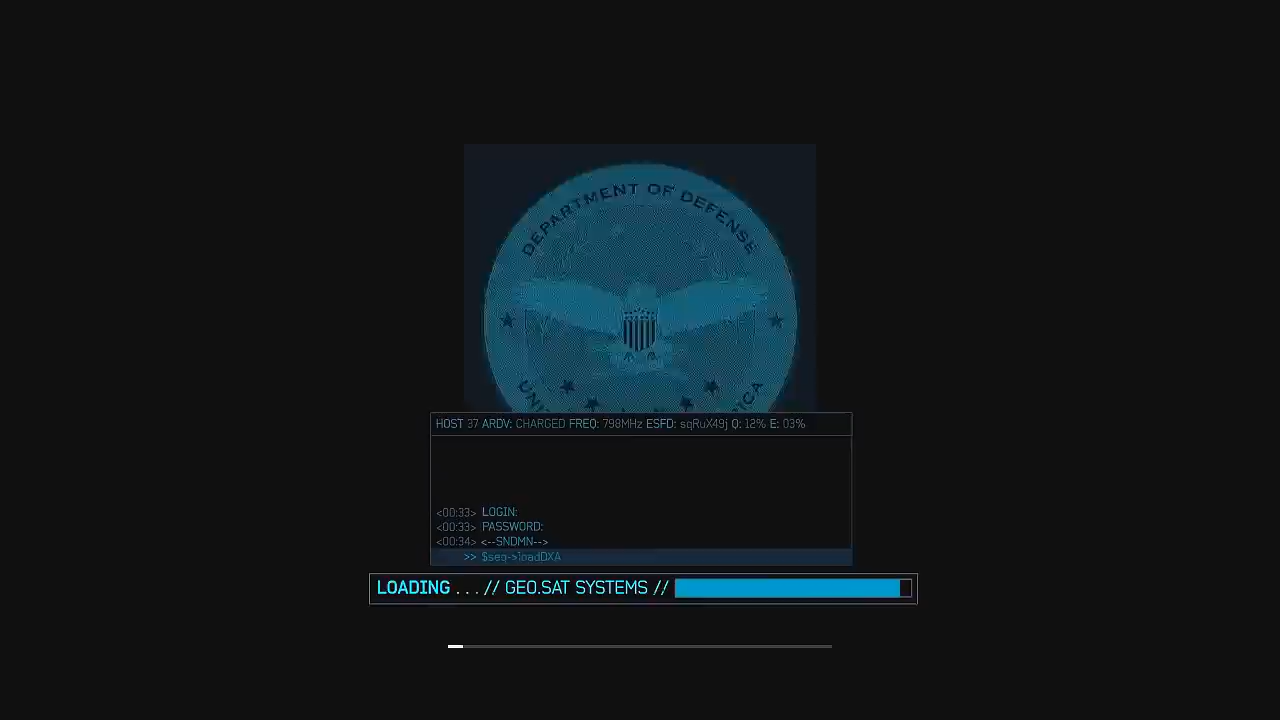 DEPARTMENT OF DEFENSE
HOST 37 ARDV: CHARGED FREQ: 798MHz ESFD: sqRuX49j Q: 12% E: 03%
<00:33> LOGIN:
<00:33> PASSWORD:
<00:34> <--SNDMN-->
>> $seq->loadDXA
LOADING . . . // GEO.SAT SYSTEMS //